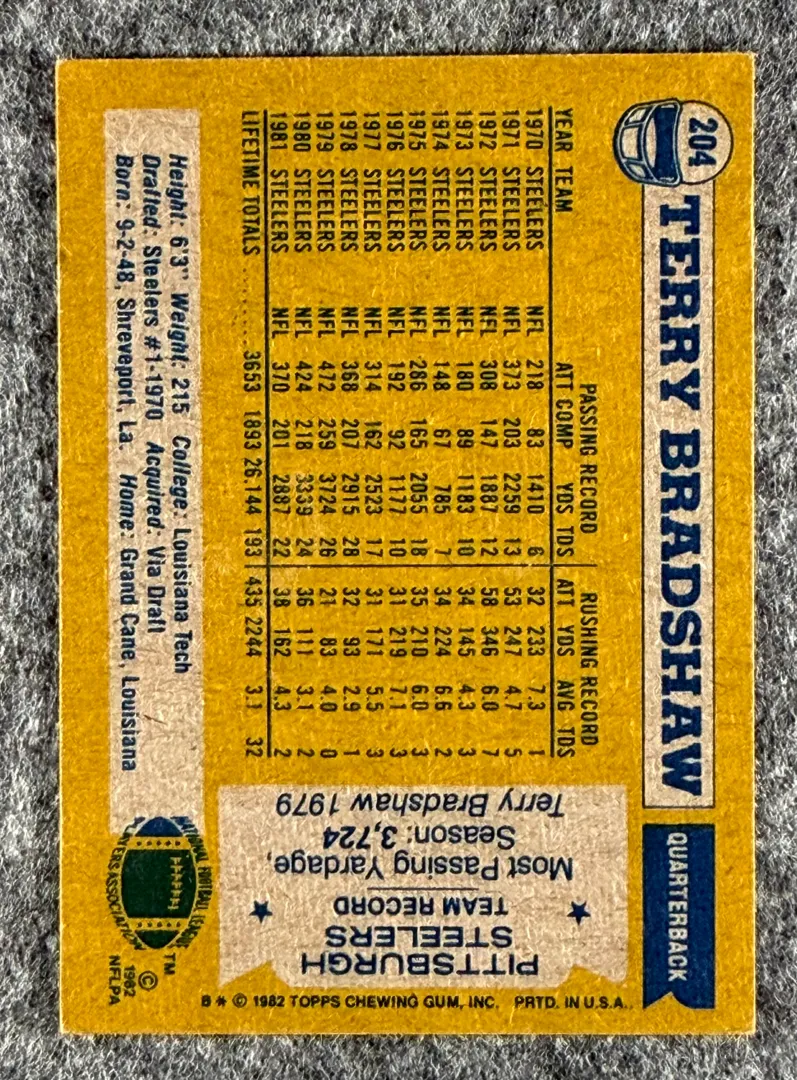 204
TERRY BRADSHAW
QUARTERBACK
PASSING RECORD RUSHING RECORD
YEAR TEAM ATT COMP YDS TDS ATT YDS AVG TDS
1970 STEELERS NFL 218 83 1410 6 32 233 7.3 1
1971 STEELERS NFL 373 203 2259 13 53 247 4.7 5
1972 STEELERS NFL 308 147 1887 12 58 346 6.0 7
1973 STEELERS NFL 180 89 1183 10 34 145 4.3 3
1974 STEELERS NFL 148 67 785 7 34 224 6.6 2
1975 STEELERS NFL 286 165 2055 18 35 210 6.0 3
1976 STEELERS NFL 192 92 1177 10 31 219 7.1 3
1977 STEELERS NFL 314 162 2523 17 31 171 5.5 3
1978 STEELERS NFL 368 207 2915 28 32 93 2.9 1
1979 STEELERS NFL 472 259 3724 26 21 83 4.0 0
1980 STEELERS NFL 424 218 3339 24 36 111 3.1 2
1981 STEELERS NFL 370 201 2887 22 38 162 4.3 2
LIFETIME TOTALS ........ 3653 1893 26,144 193 435 2244 3.1 32
Height: 6'3" Weight: 215 College: Louisiana Tech
Drafted: Steelers #1-1970 Acquired: Via Draft
Born: 9-2-48, Shreveport, La. Home: Grand Cane, Louisiana
PITTSBURGH
STEELERS
TEAM RECORD
Most Passing Yardage,
Season: 3,724
Terry Bradshaw 1979
NATIONAL FOOTBALL LEAGUE
PLAYERS ASSOCIATION
TM
©
1982
NFLPA
B * © 1982 TOPPS CHEWING GUM, INC. PRTD. IN U.S.A.